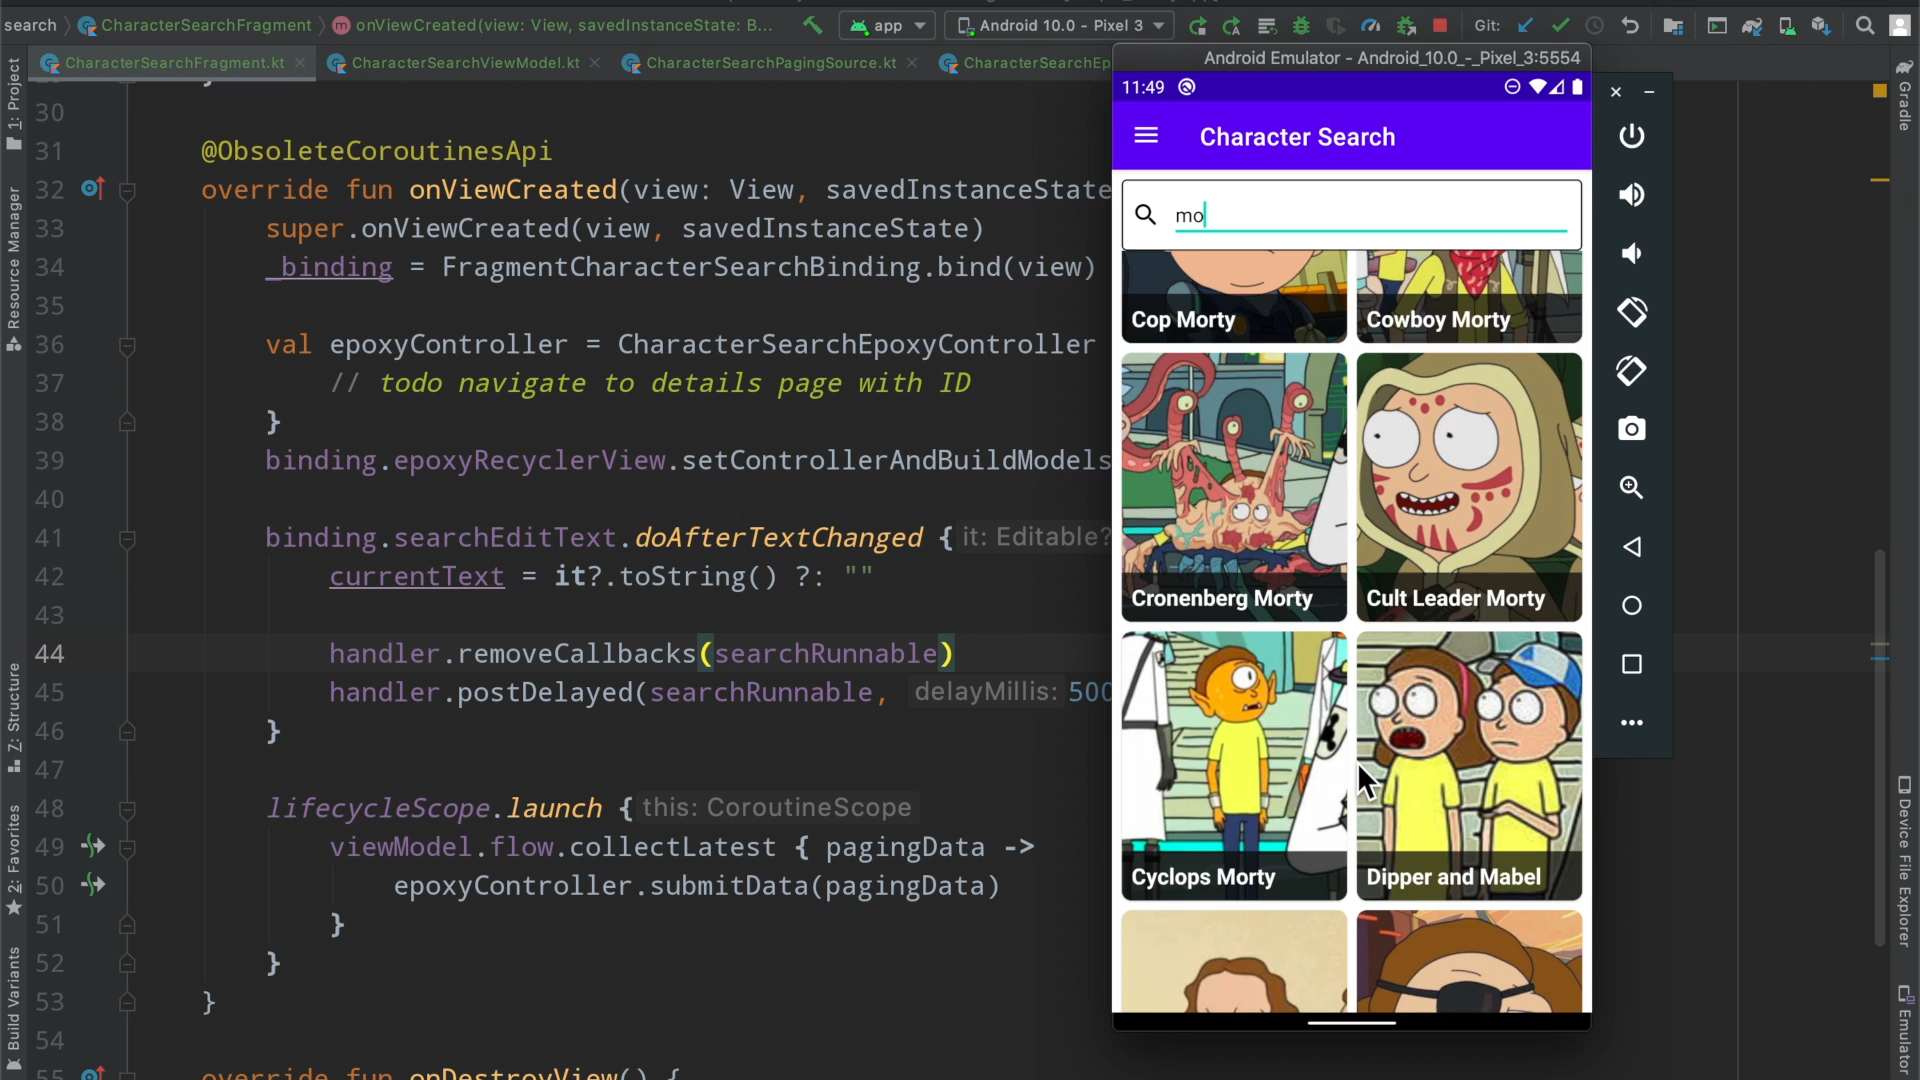 search CharacterSearchFragment onViewCreated(view: View, savedInstanceState: B... app Android 10.0 - Pixel 3 Git:
CharacterSearchFragment.kt CharacterSearchViewModel.kt CharacterSearchPagingSource.kt CharacterSearchEp
1: Project
Resource Manager
Z: Structure
2: Favorites
Build Variants
30
31 @ObsoleteCoroutinesApi
32 override fun onViewCreated(view: View, savedInstanceState
33 super.onViewCreated(view, savedInstanceState)
34 _binding = FragmentCharacterSearchBinding.bind(view)
35
36 val epoxyController = CharacterSearchEpoxyController
37 // todo navigate to details page with ID
38 }
39 binding.epoxyRecyclerView.setControllerAndBuildModels
40
41 binding.searchEditText.doAfterTextChanged { it: Editable?
42 currentText = it?.toString() ?: ""
43
44 handler.removeCallbacks(searchRunnable)
45 handler.postDelayed(searchRunnable, delayMillis: 500
46 }
47
48 lifecycleScope.launch { this: CoroutineScope
49 viewModel.flow.collectLatest { pagingData ->
50 epoxyController.submitData(pagingData)
51 }
52 }
53 }
54
55 override fun onDestroyView() {
Android Emulator - Android_10.0_-_Pixel_3:5554
11:49
Character Search
mo
Cop Morty
Cowboy Morty
Cronenberg Morty
Cult Leader Morty
Cyclops Morty
Dipper and Mabel
Gradle
Device File Explorer
Emulator